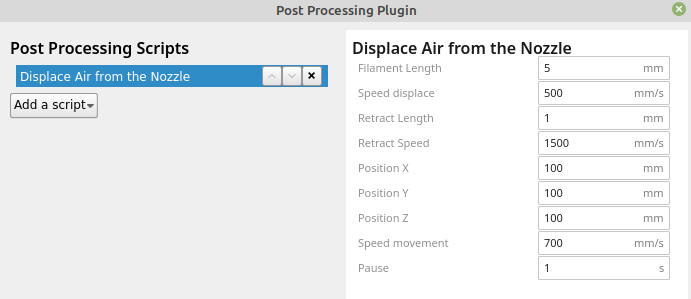 Post Processing Plugin
Post Processing Scripts
Displace Air from the Nozzle
Add a script
Displace Air from the Nozzle
Filament Length 5 mm
Speed displace 500 mm/s
Retract Length 1 mm
Retract Speed 1500 mm/s
Position X 100 mm
Position Y 100 mm
Position Z 100 mm
Speed movement 700 mm/s
Pause 1 s